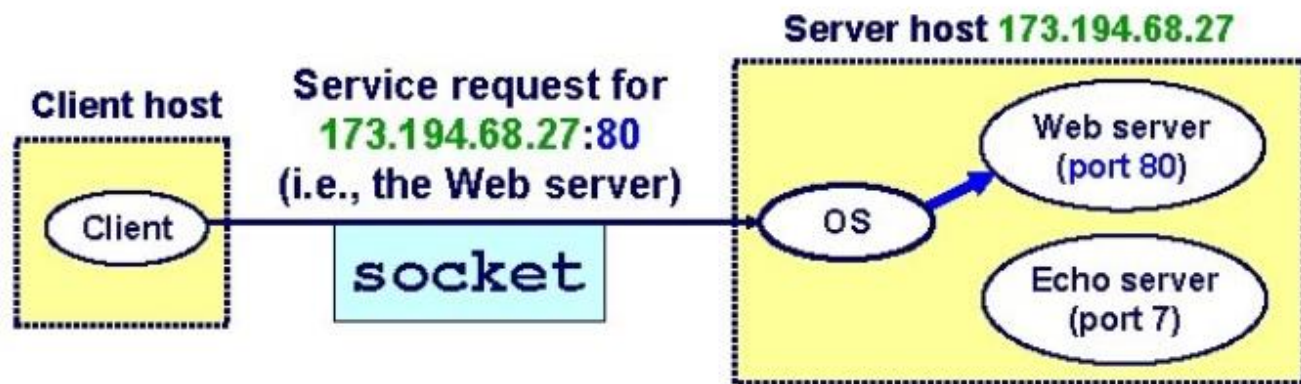 Server host 173.194.68.27
Client host
Service request for
173.194.68.27:80
(i.e., the Web server)
Client
socket
OS
Web server
(port 80)
Echo server
(port 7)